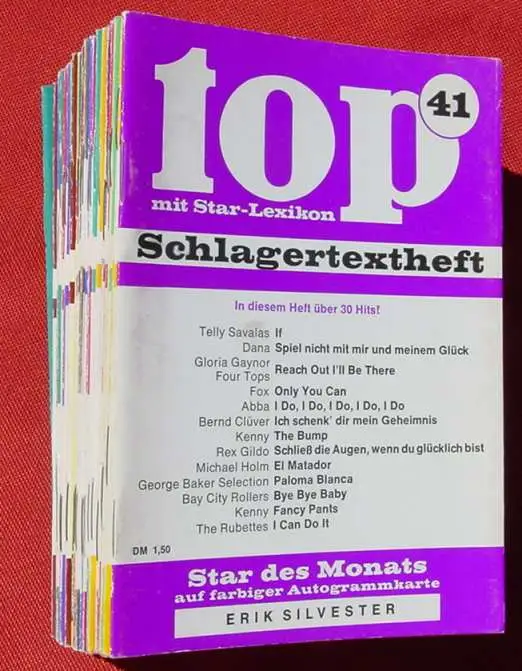 top
41
mit Star-Lexikon
Schlagertextheft
In diesem Heft über 30 Hits!
Telly Savalas If
Dana Spiel nicht mit mir und meinem Glück
Gloria Gaynor
Four Tops Reach Out I'll Be There
Fox Only You Can
Abba I Do, I Do, I Do, I Do, I Do
Bernd Clüver Ich schenk' dir mein Geheimnis
Kenny The Bump
Rex Gildo Schließ die Augen, wenn du glücklich bist
Michael Holm El Matador
George Baker Selection Paloma Blanca
Bay City Rollers Bye Bye Baby
Kenny Fancy Pants
The Rubettes I Can Do It
DM 1,50
Star des Monats
auf farbiger Autogrammkarte
ERIK SILVESTER